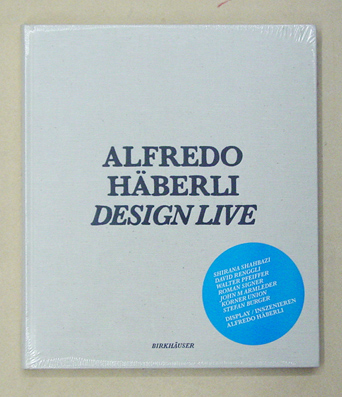 ALFREDO
HÄBERLI
DESIGN LIVE
SHIRANA SHAHBAZI
DAVID RENGGLI
WALTER PFEIFFER
ROMAN SIGNER
JOHN M ARMLEDER
KÖRNER UNION
STEFAN BURGER
DISPLAY / INSZENIEREN
ALFREDO HÄBERLI
BIRKHÄUSER